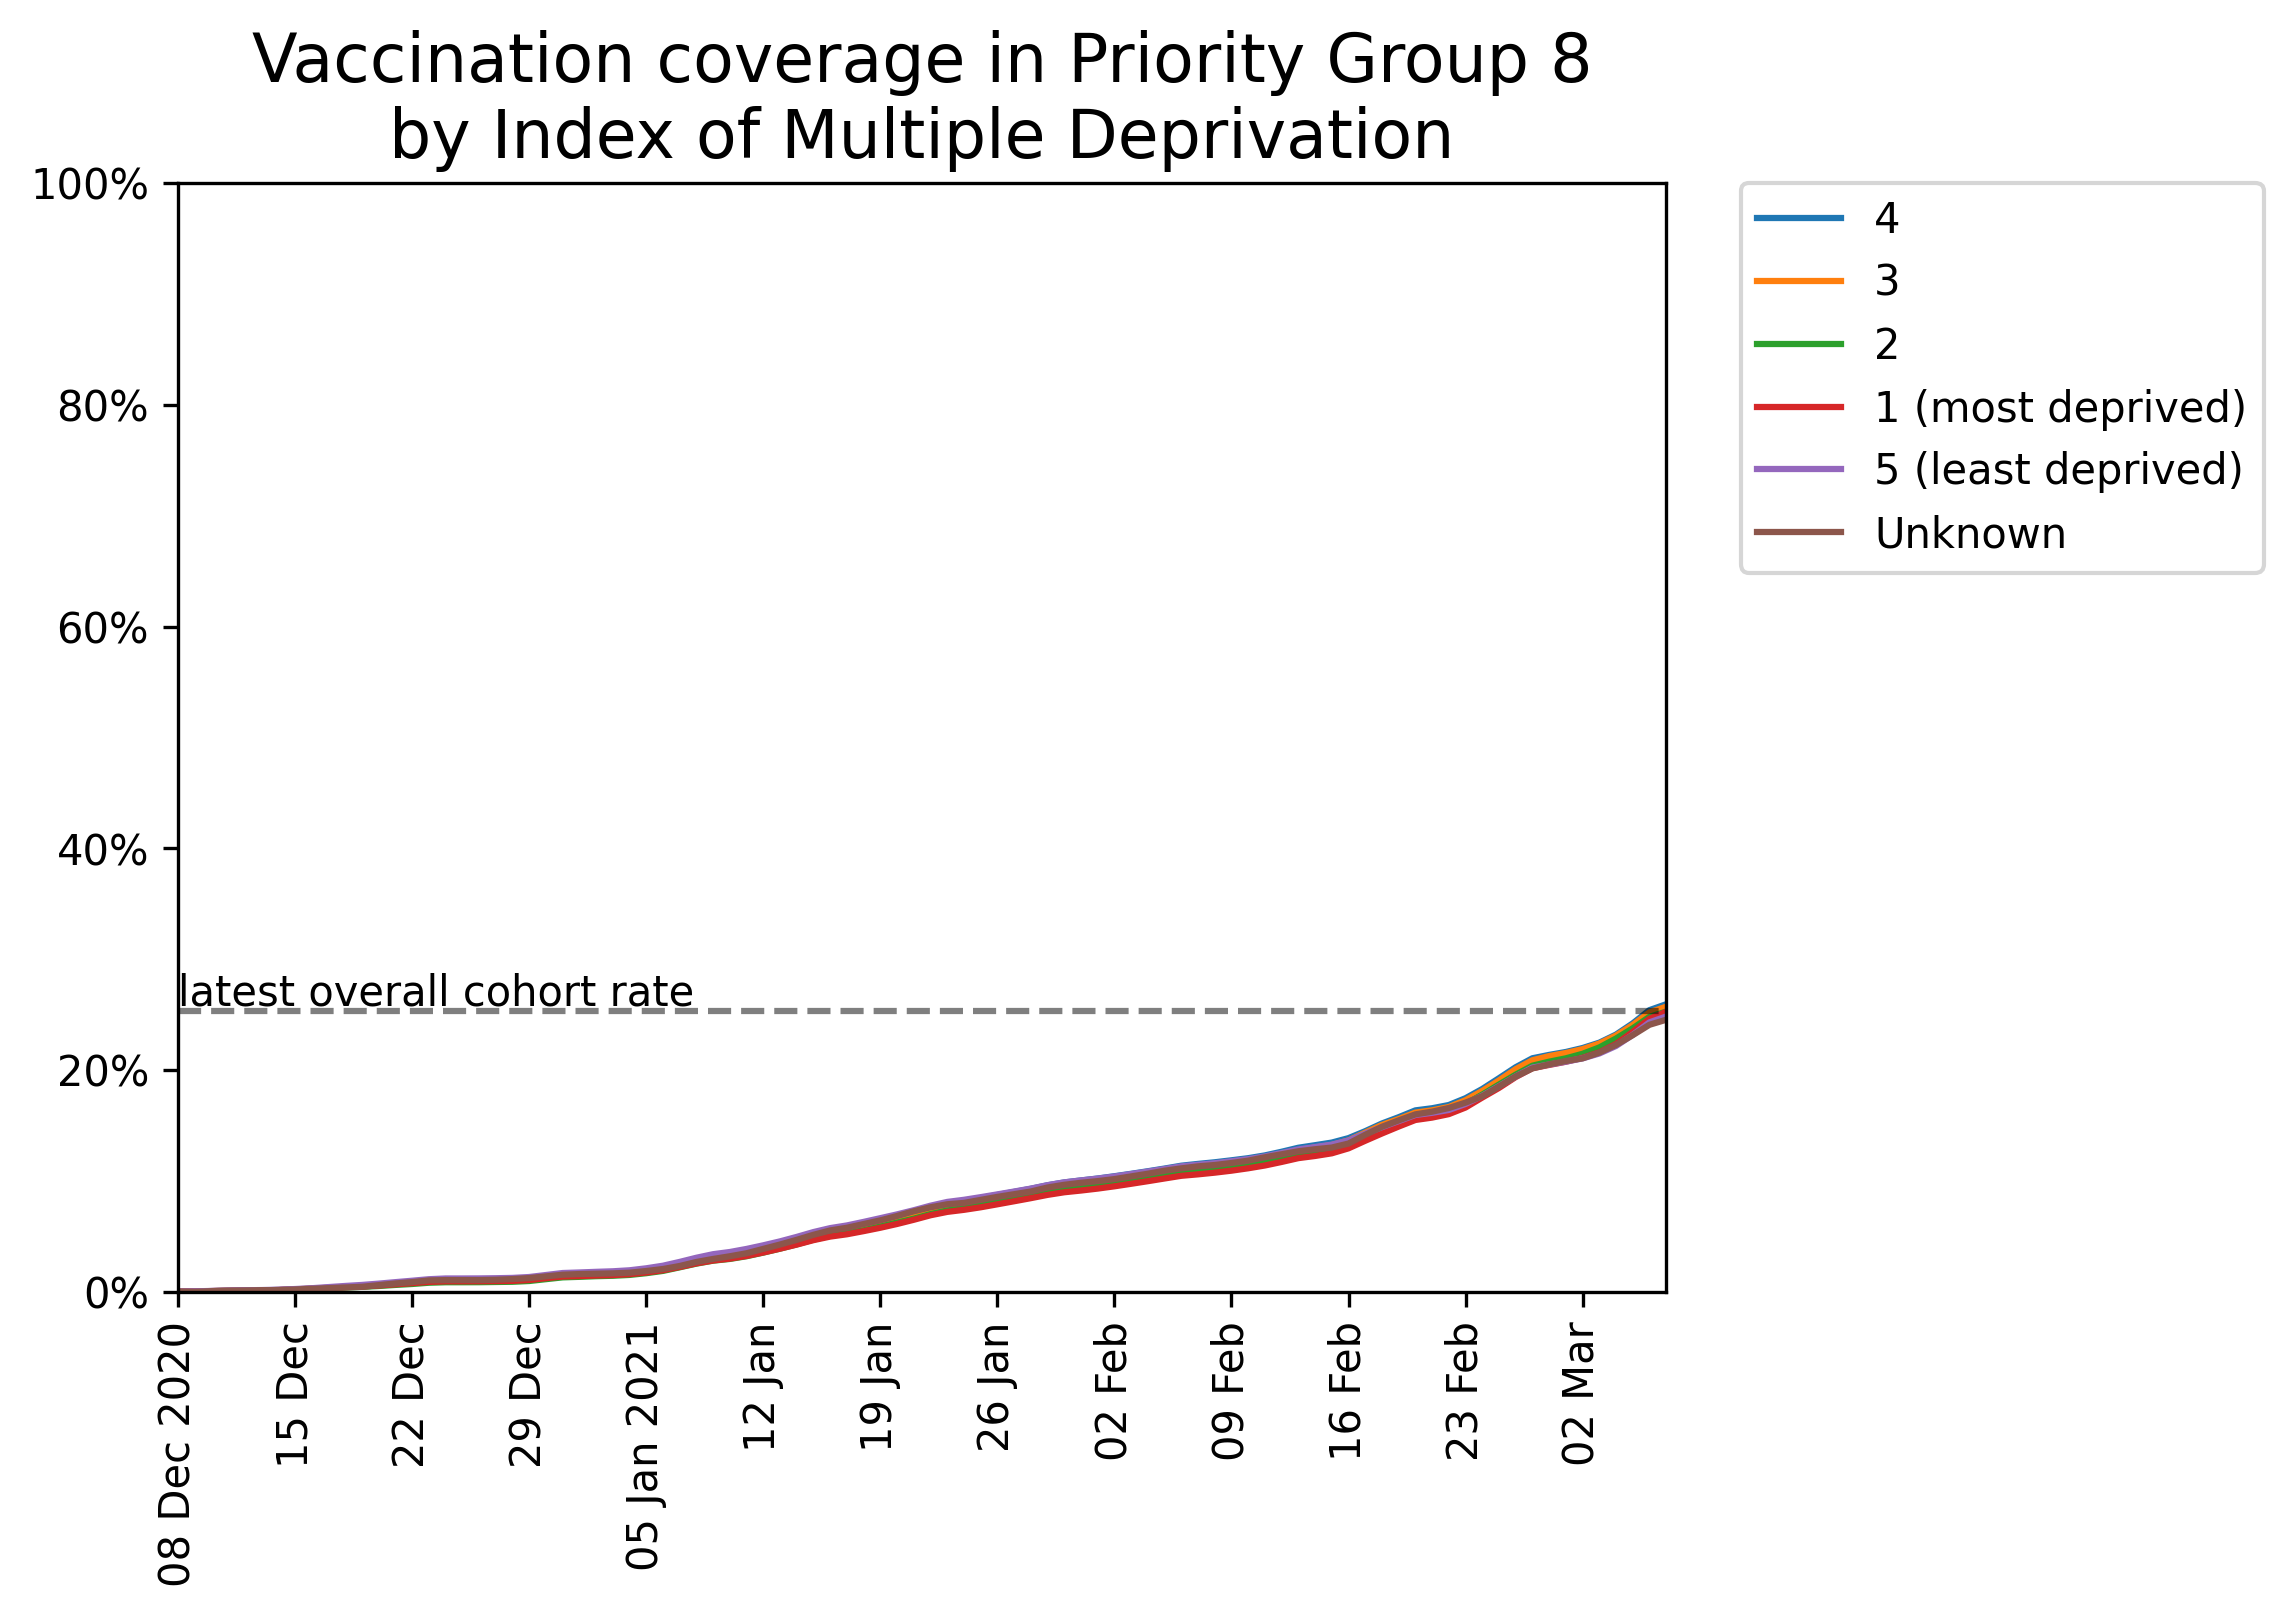 Vaccination coverage in Priority Group 8
by Index of Multiple Deprivation
100%
80%
60%
40%
20%
0%
latest overall cohort rate
08 Dec 2020
15 Dec
22 Dec
29 Dec
05 Jan 2021
12 Jan
19 Jan
26 Jan
02 Feb
09 Feb
16 Feb
23 Feb
02 Mar
4
3
2
1 (most deprived)
5 (least deprived)
Unknown